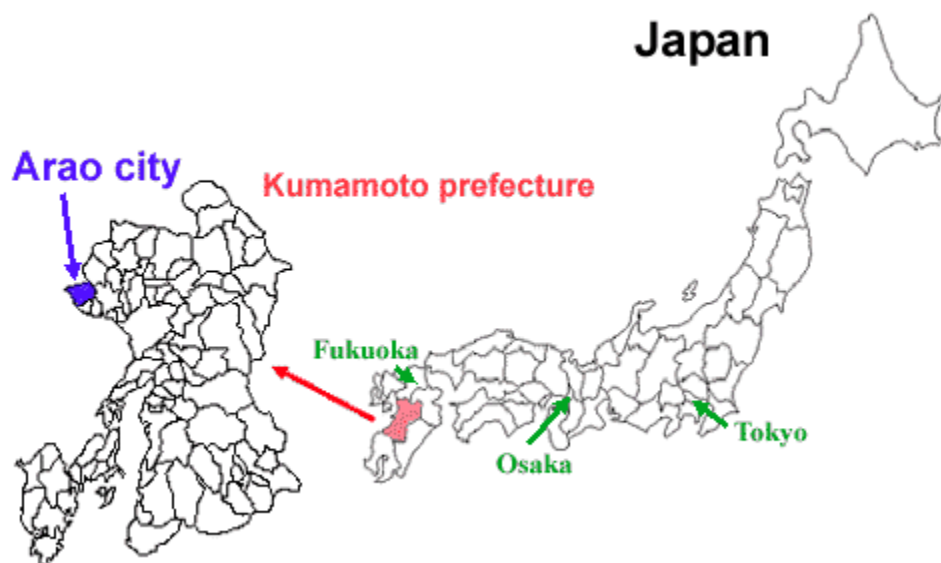 Japan
Arao city
Kumamoto prefecture
Fukuoka
Osaka
Tokyo